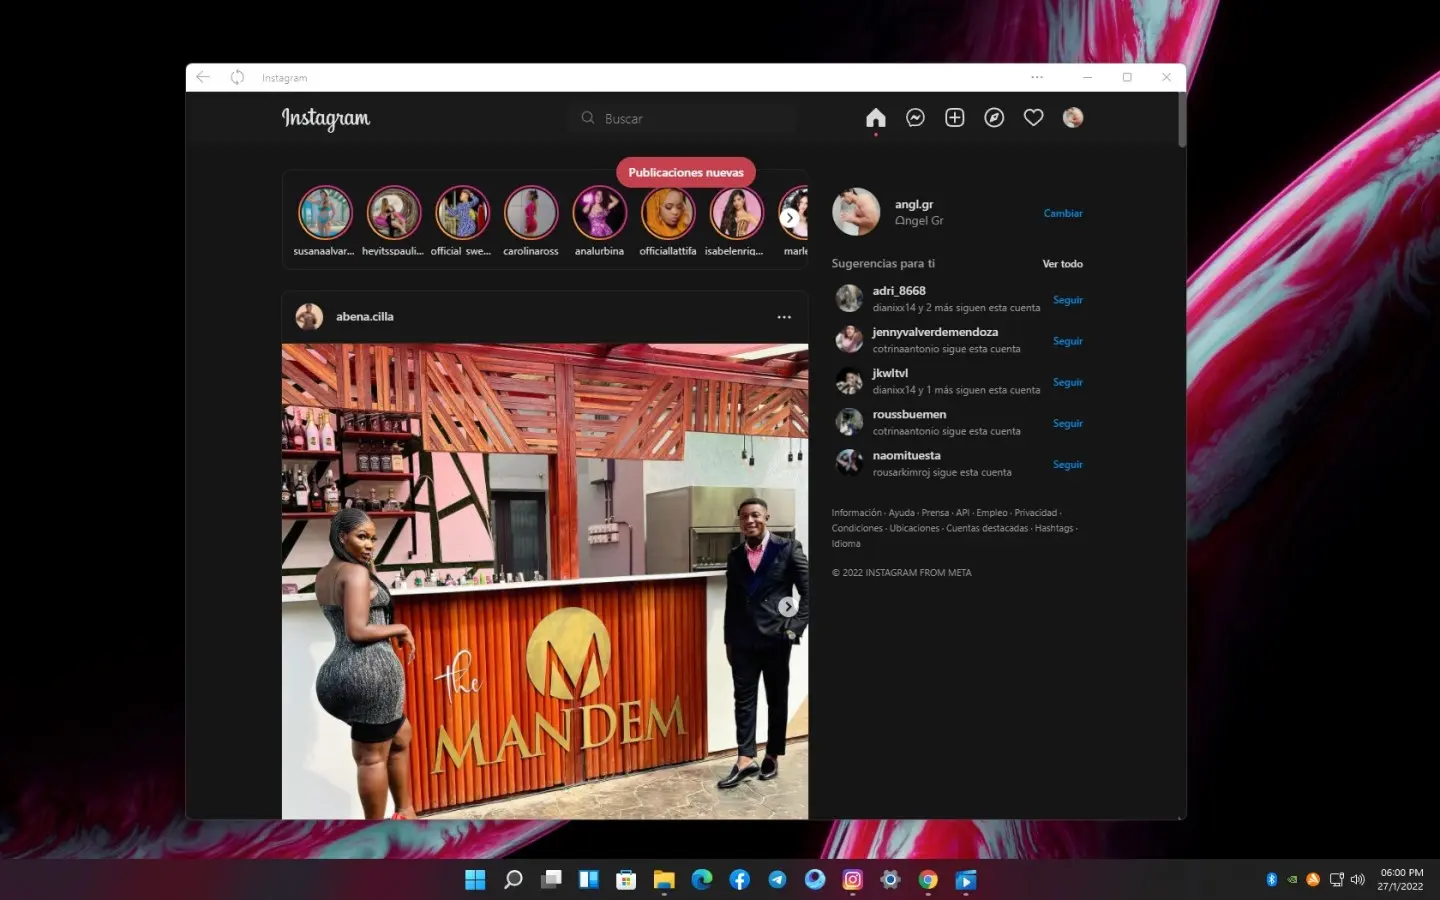 Instagram
Instagram
Buscar
Publicaciones nuevas
susanaalvar...
heyitsspauli...
official_swe...
carolinaross
analurbina
officiallattifa
isabelenriq...
marle
angl.gr
Ωngel Gr
Cambiar
Sugerencias para ti
Ver todo
adri_8668
dianixx14 y 2 más siguen esta cuenta
Seguir
jennyvalverdemendoza
cotrinaantonio sigue esta cuenta
Seguir
jkwltvl
dianixx14 y 1 más siguen esta cuenta
Seguir
roussbuemen
cotrinaantonio sigue esta cuenta
Seguir
naomituesta
rousarkimroj sigue esta cuenta
Seguir
Información · Ayuda · Prensa · API · Empleo · Privacidad ·
Condiciones · Ubicaciones · Cuentas destacadas · Hashtags ·
Idioma
© 2022 INSTAGRAM FROM META
abena.cilla
the
MANDEM
06:00 PM
27/1/2022